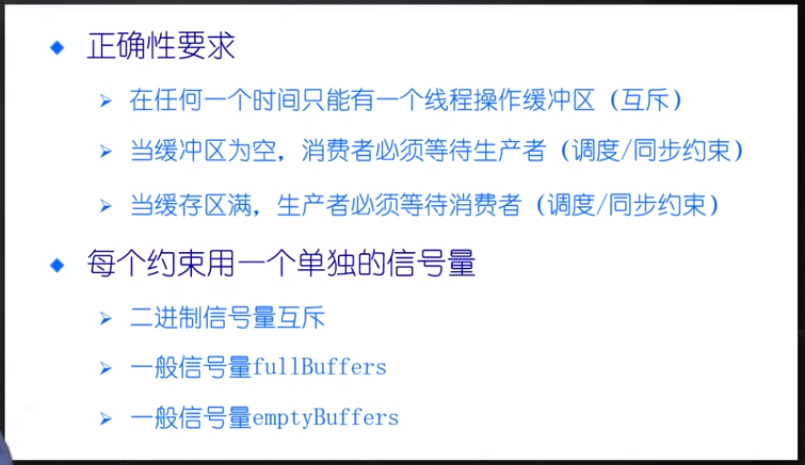 正确性要求
在任何一个时间只能有一个线程操作缓冲区（互斥）
当缓冲区为空，消费者必须等待生产者（调度/同步约束）
当缓存区满，生产者必须等待消费者（调度/同步约束）
每个约束用一个单独的信号量
二进制信号量互斥
一般信号量fullBuffers
一般信号量emptyBuffers